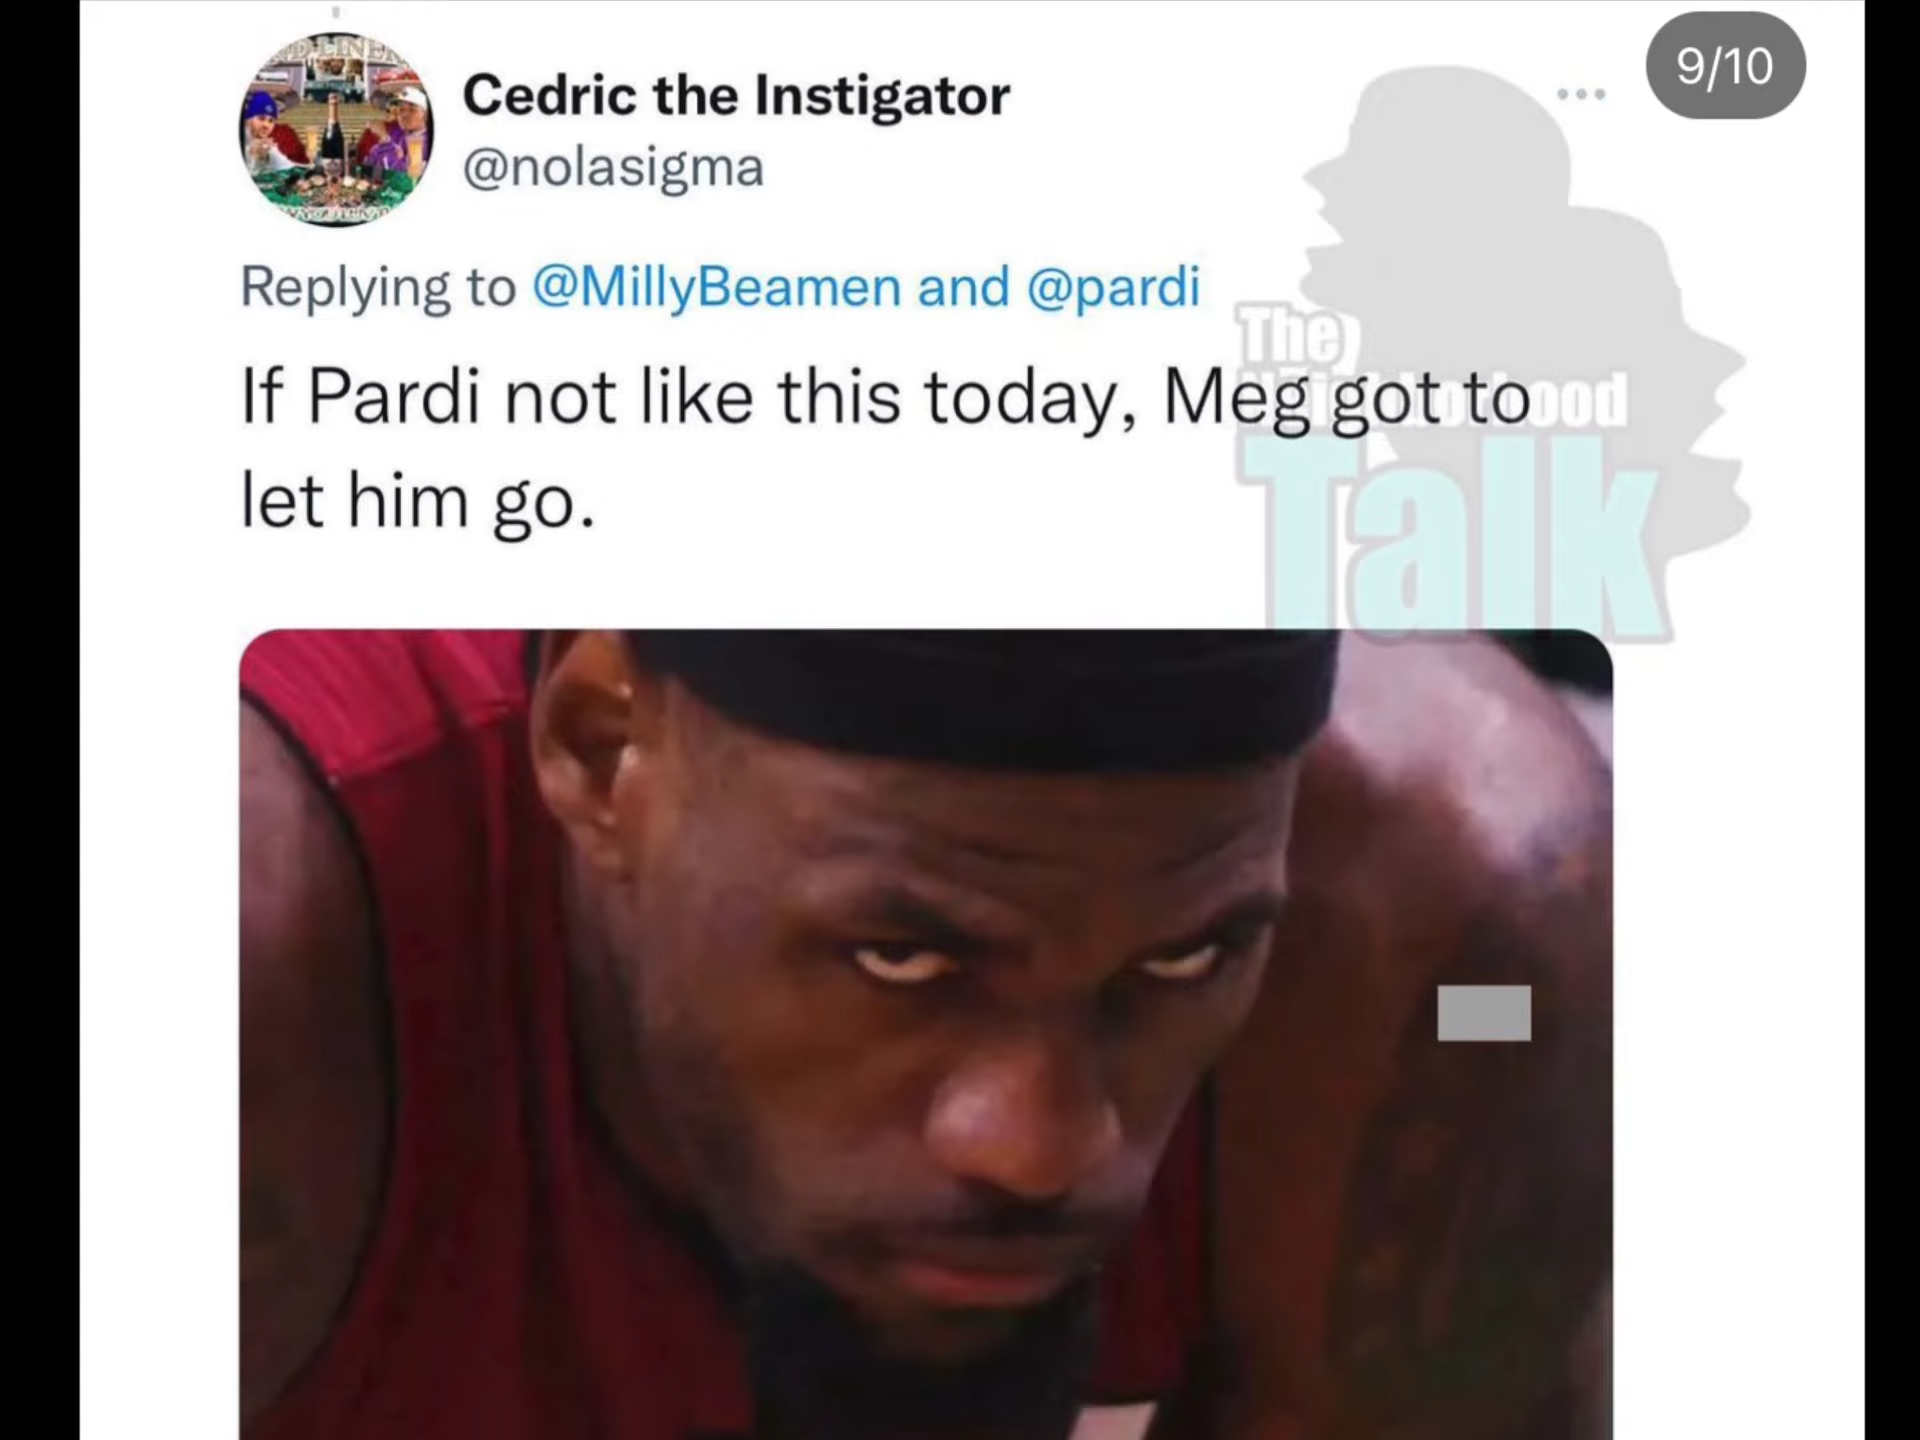 9/10
Cedric the Instigator
@nolasigma
Replying to @MillyBeamen and @pardi
The
Neighborhood
Talk
If Pardi not like this today, Meg got to
let him go.